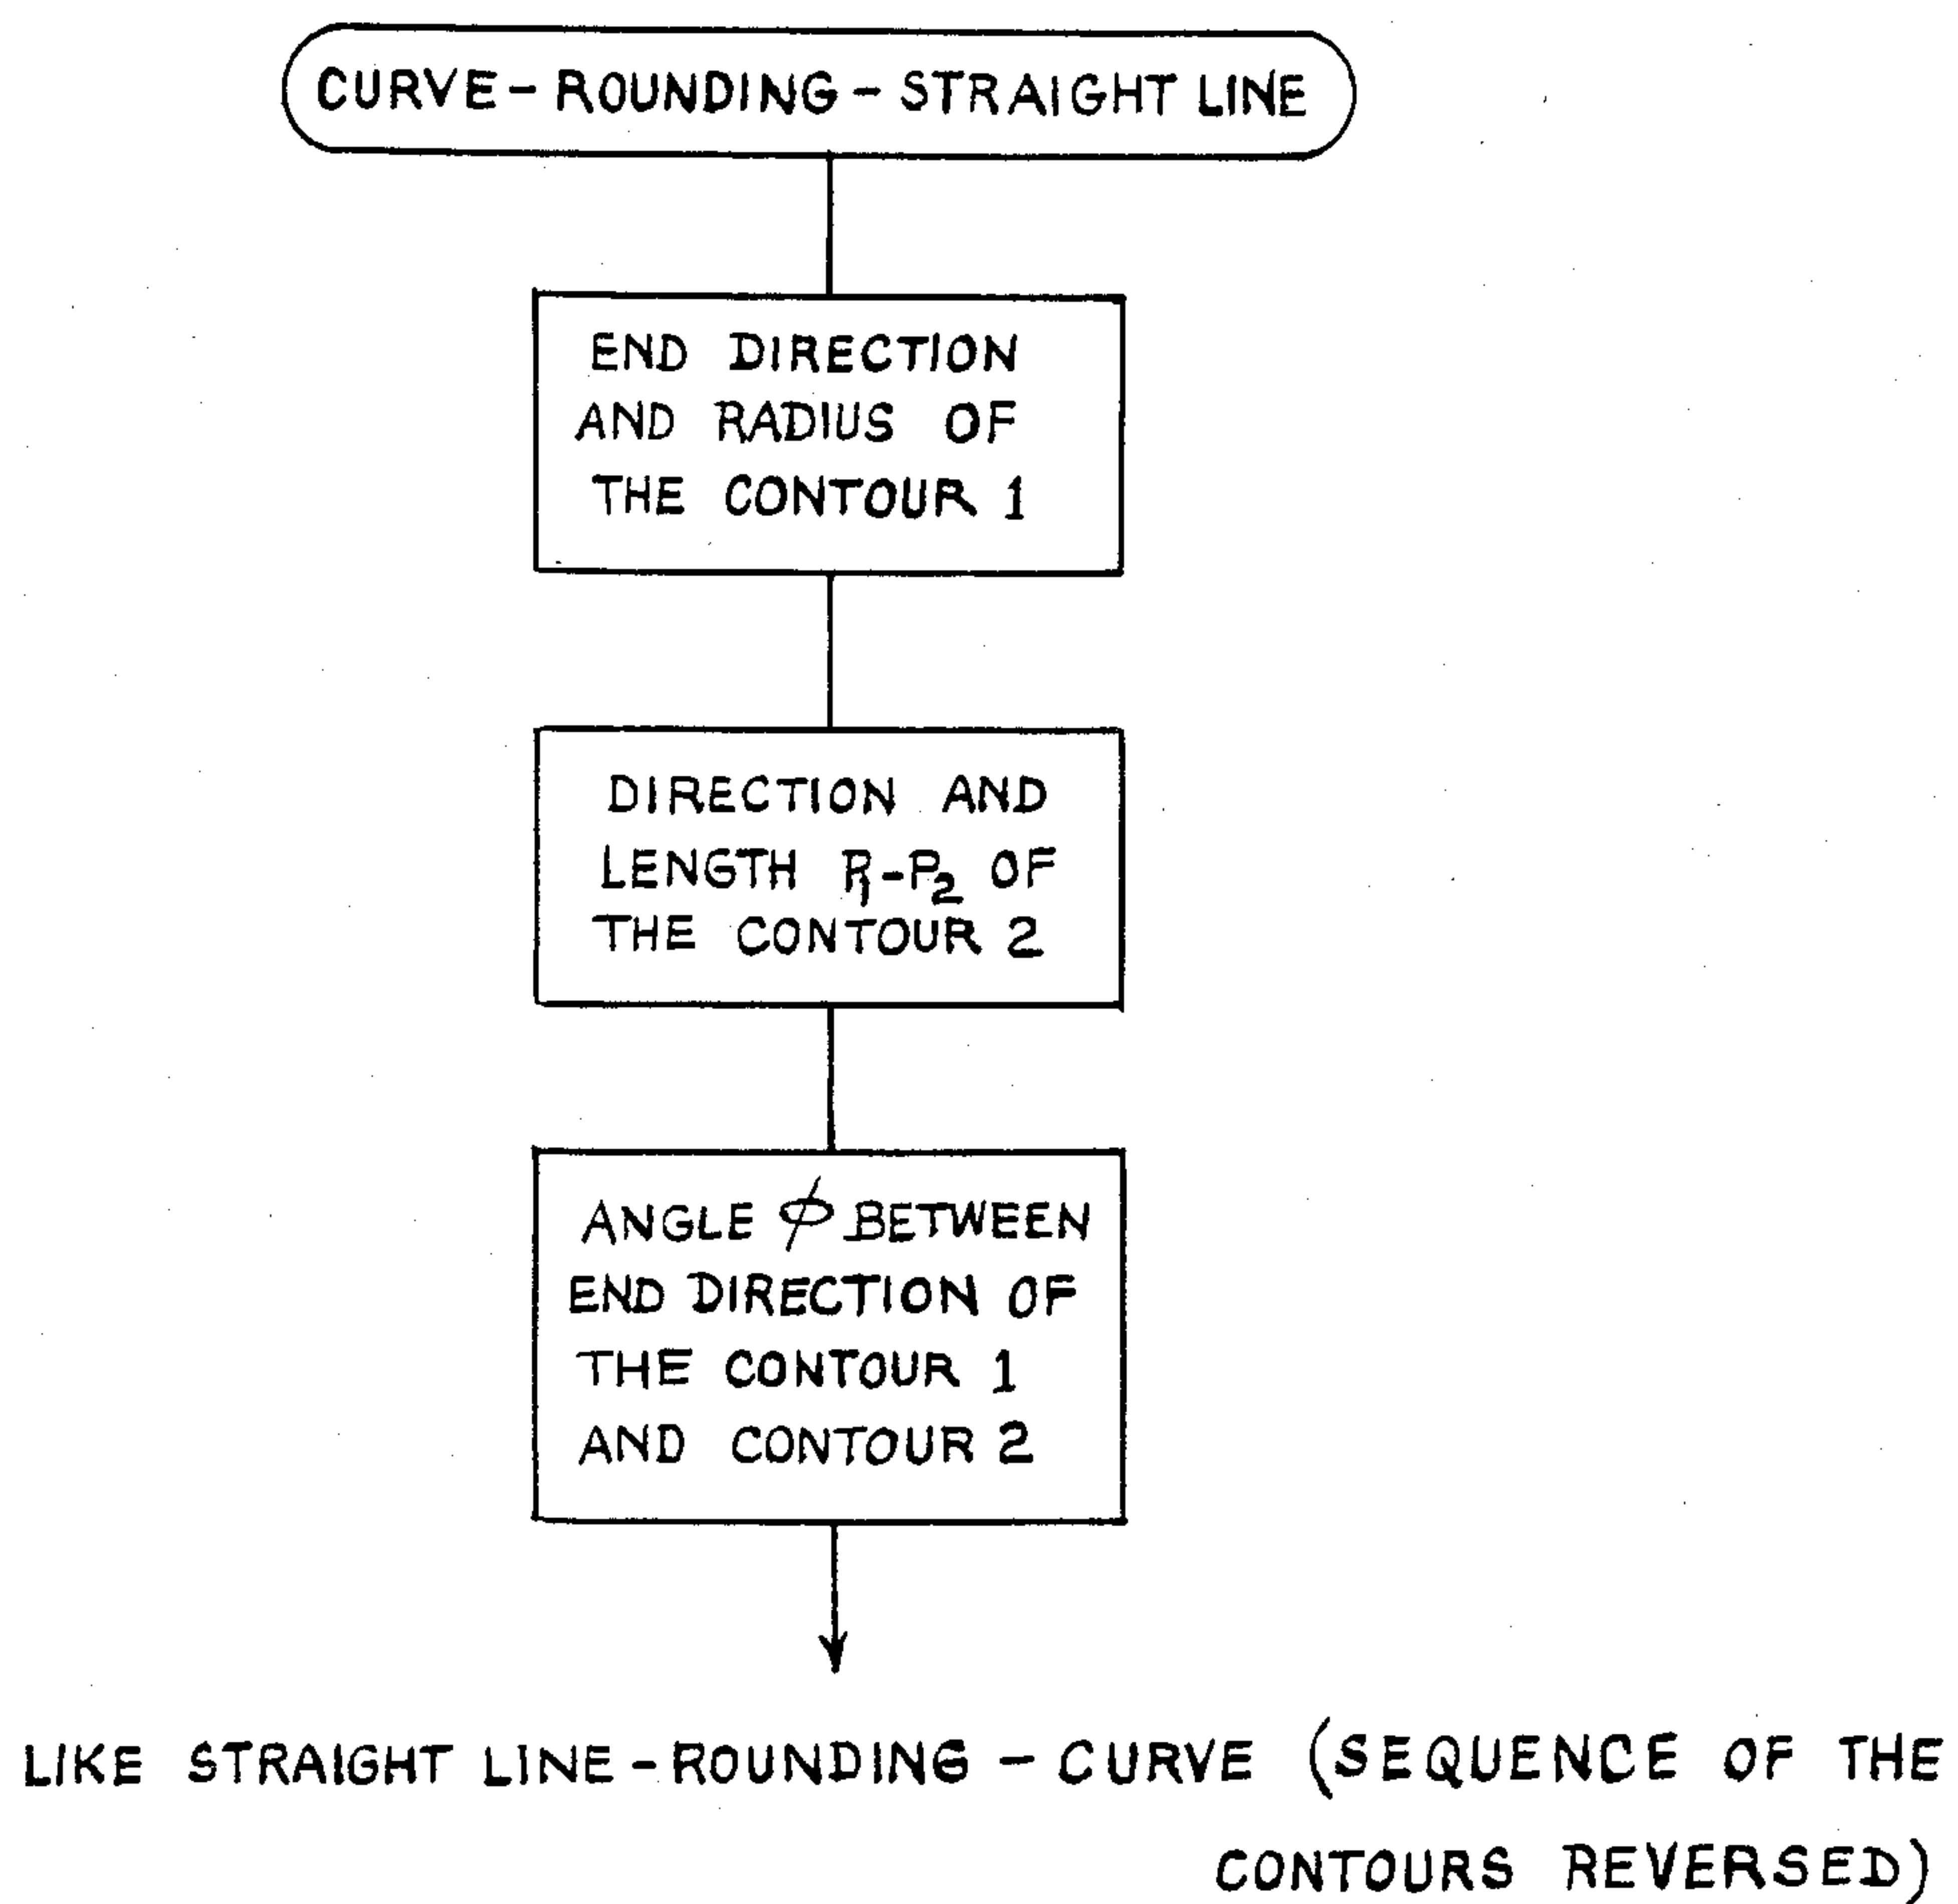 CURVE - ROUNDING - STRAIGHT LINE
END DIRECTION
AND RADIUS OF
THE CONTOUR 1
DIRECTION AND
LENGTH P₁-P₂ OF
THE CONTOUR 2
ANGLE ϕ BETWEEN
END DIRECTION OF
THE CONTOUR 1
AND CONTOUR 2
LIKE STRAIGHT LINE - ROUNDING - CURVE (SEQUENCE OF THE
CONTOURS REVERSED)